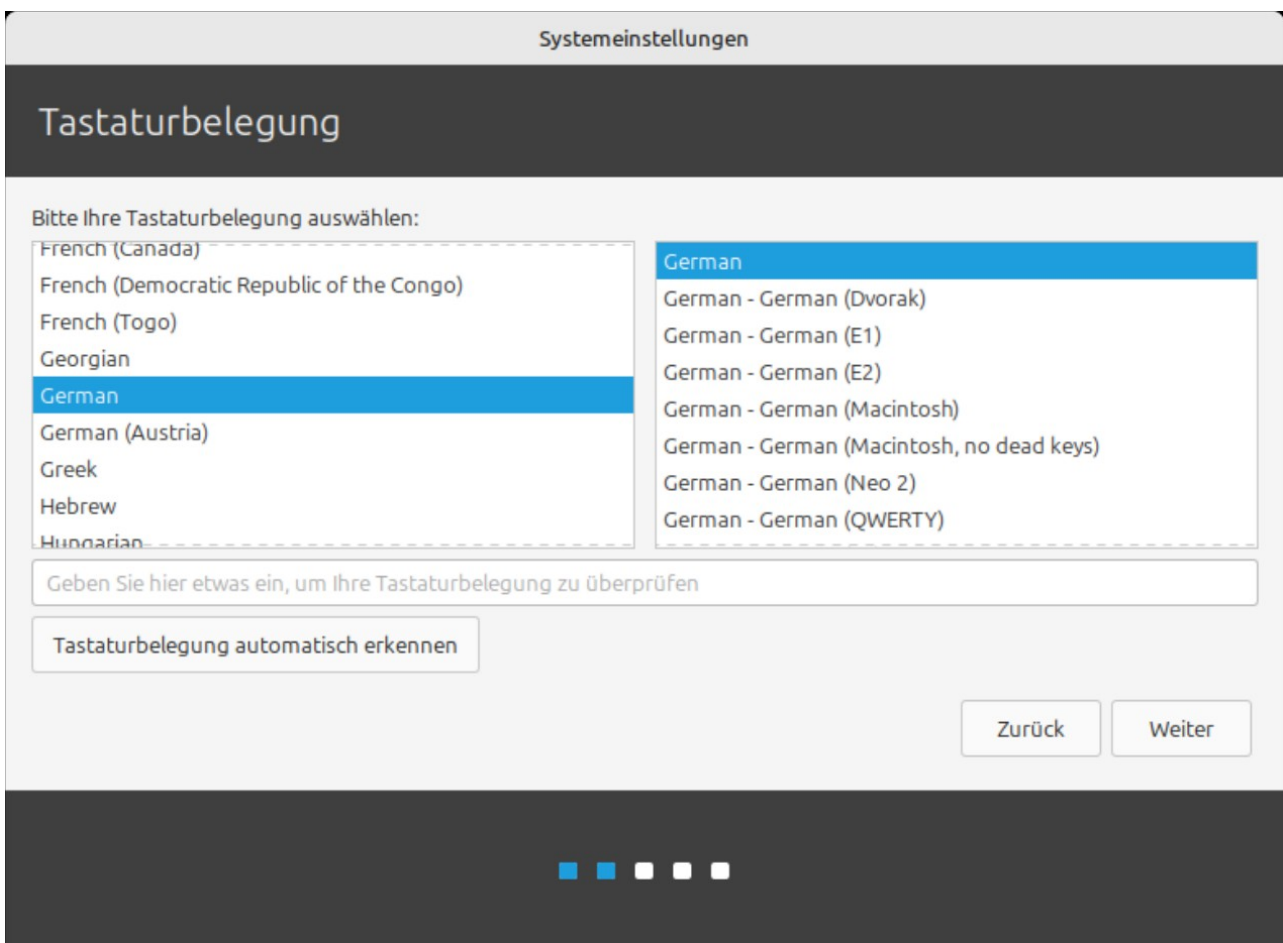 Systemeinstellungen
Tastaturbelegung
Bitte Ihre Tastaturbelegung auswählen:
French (Canada)
French (Democratic Republic of the Congo)
French (Togo)
Georgian
German
German (Austria)
Greek
Hebrew
Hungarian
German
German - German (Dvorak)
German - German (E1)
German - German (E2)
German - German (Macintosh)
German - German (Macintosh, no dead keys)
German - German (Neo 2)
German - German (QWERTY)
Geben Sie hier etwas ein, um Ihre Tastaturbelegung zu überprüfen
Tastaturbelegung automatisch erkennen
Zurück
Weiter